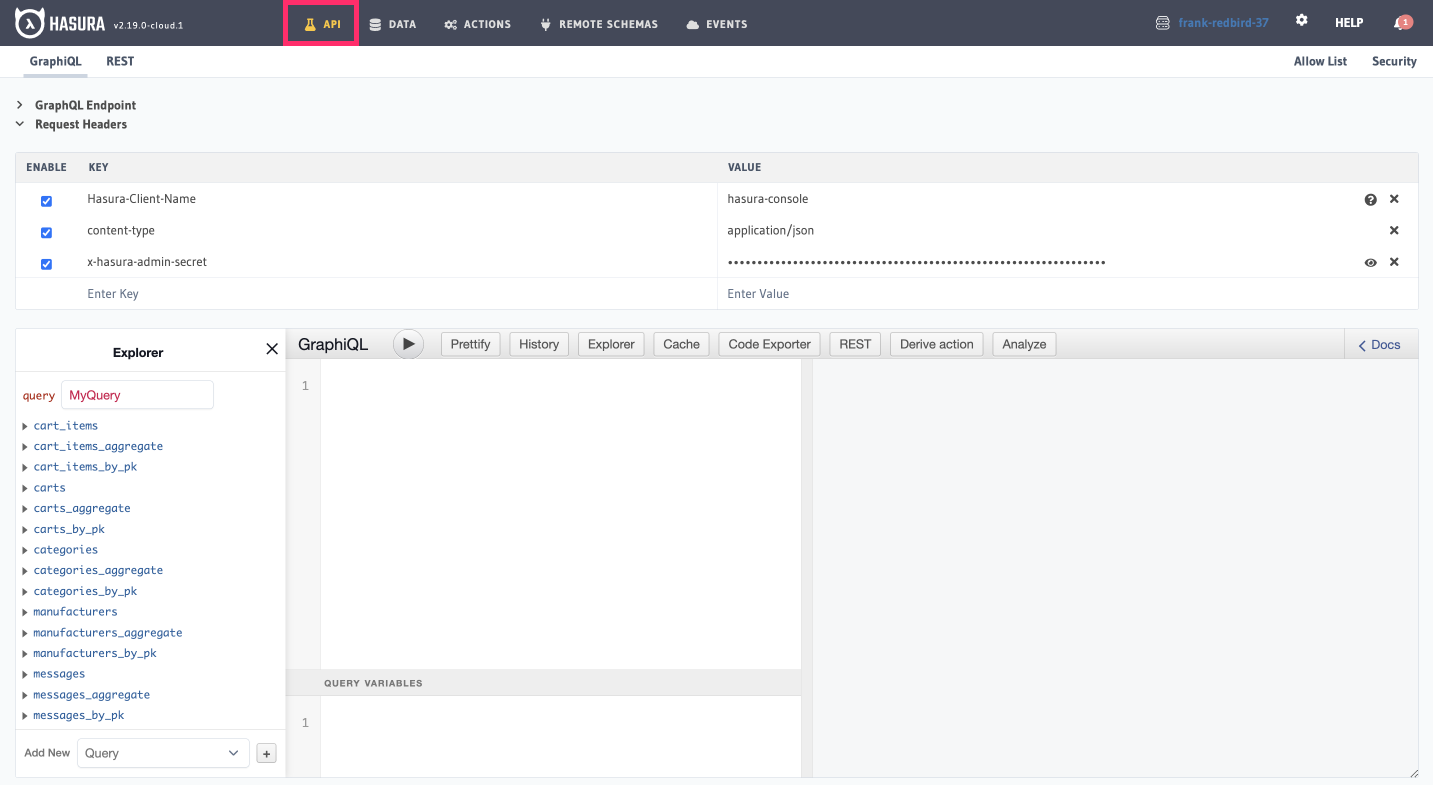 HASURA v2.19.0-cloud.1 API DATA ACTIONS REMOTE SCHEMAS EVENTS frank-redbird-37 HELP 1
GraphiQL REST Allow List Security
GraphQL Endpoint
Request Headers
ENABLE KEY VALUE
Hasura-Client-Name hasura-console
content-type application/json
x-hasura-admin-secret ••••••••••••••••••••••••••••••••••••••••••••••••••••••••••••••••
Enter Key Enter Value
Explorer GraphiQL Prettify History Explorer Cache Code Exporter REST Derive action Analyze Docs
query MyQuery
1
cart_items
cart_items_aggregate
cart_items_by_pk
carts
carts_aggregate
carts_by_pk
categories
categories_aggregate
categories_by_pk
manufacturers
manufacturers_aggregate
manufacturers_by_pk
messages
messages_aggregate
messages_by_pk
QUERY VARIABLES
1
Add New Query +